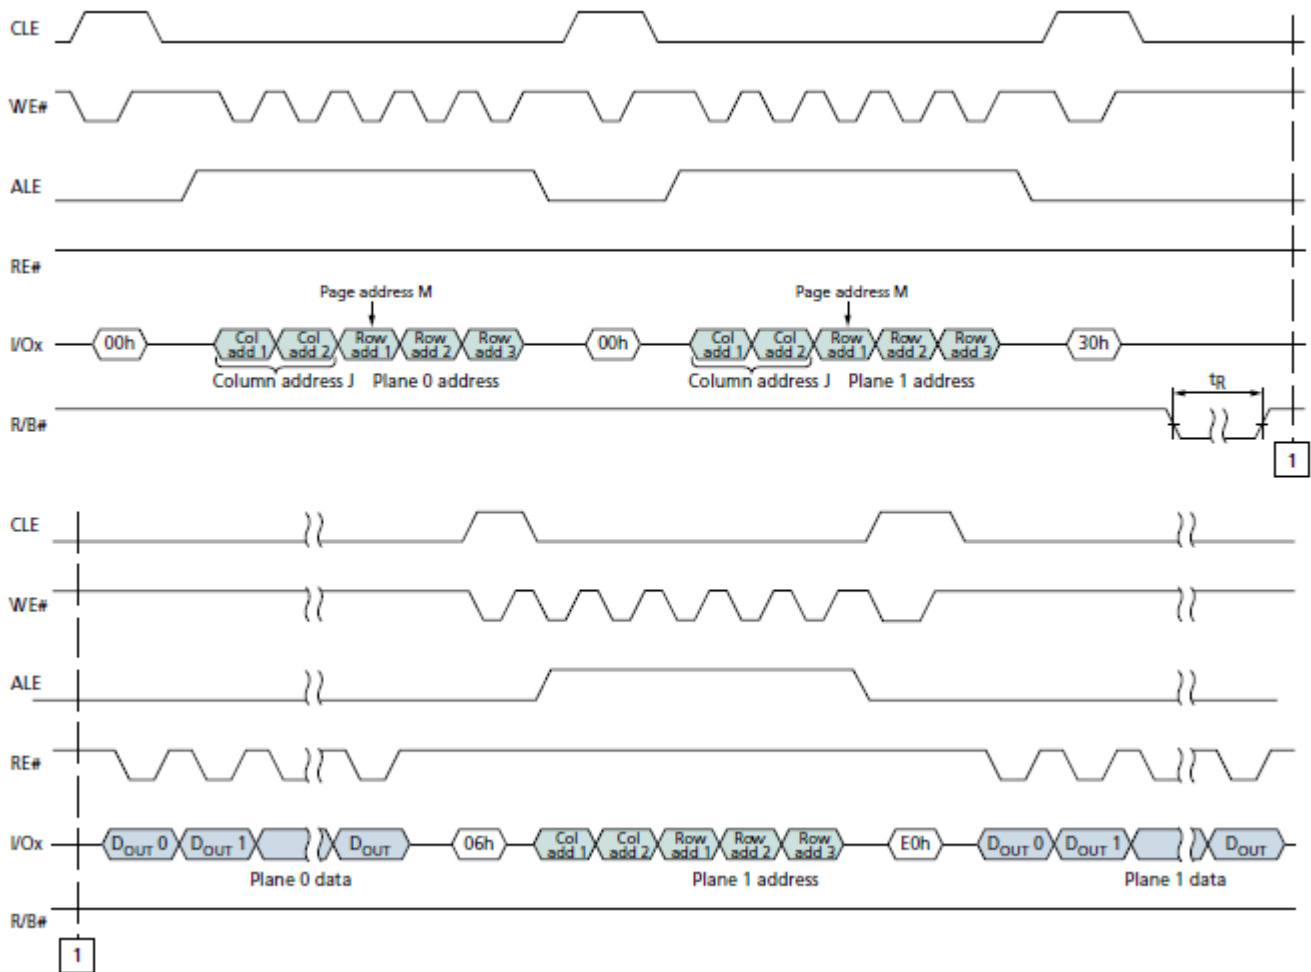 CLE
WE#
ALE
RE#
Page address M Page address M
I/Ox 00h Col add 1 Col add 2 Row add 1 Row add 2 Row add 3 00h Col add 1 Col add 2 Row add 1 Row add 2 Row add 3 30h
Column address J Plane 0 address Column address J Plane 1 address
tR
R/B#
1
CLE
WE#
ALE
RE#
I/Ox DOUT 0 DOUT 1 DOUT 06h Col add 1 Col add 2 Row add 1 Row add 2 Row add 3 E0h DOUT 0 DOUT 1 DOUT
Plane 0 data Plane 1 address Plane 1 data
R/B#
1